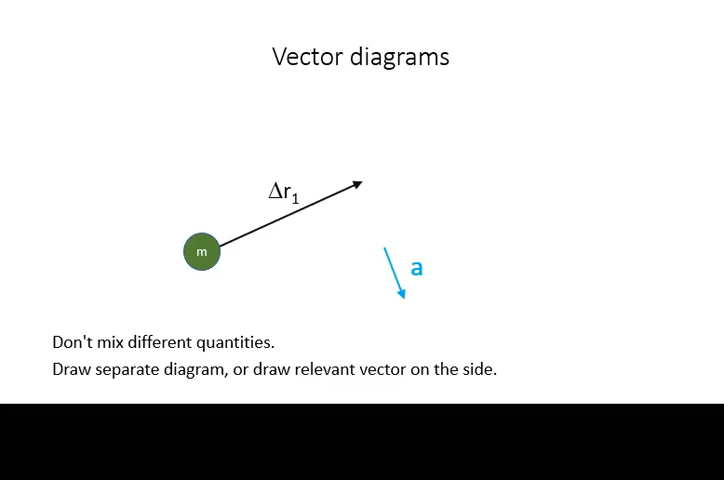 Vector diagrams
Δr₁
m
a
Don't mix different quantities.
Draw separate diagram, or draw relevant vector on the side.